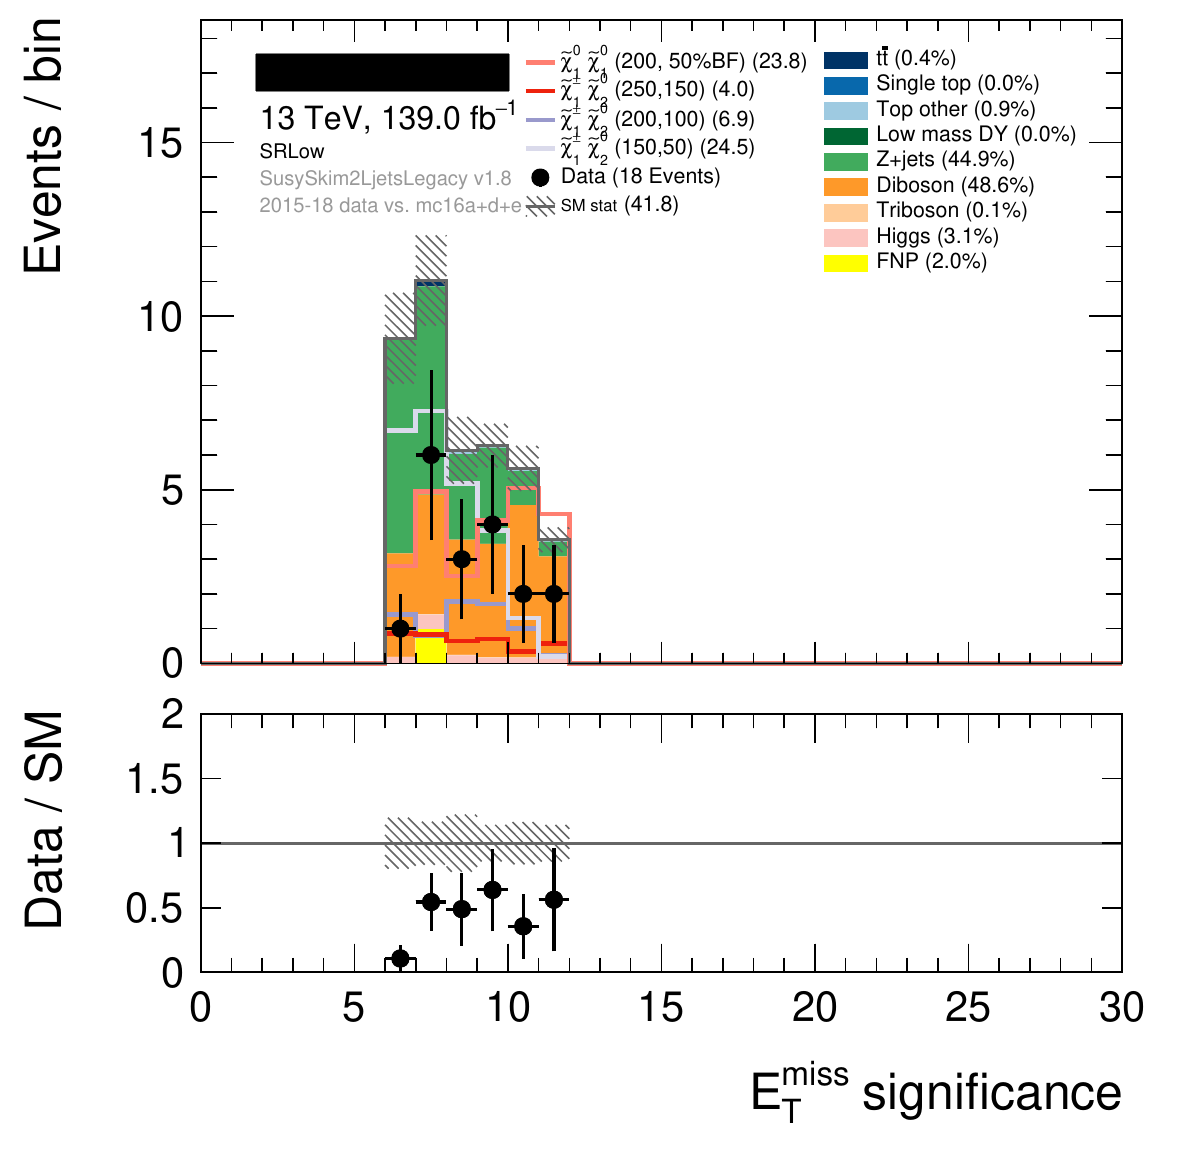 Events / bin
15
10
5
0
13 TeV, 139.0 fb⁻¹
SRLow
SusySkim2LjetsLegacy v1.8
2015-18 data vs. mc16a+d+e
χ̃⁰₁ χ̃⁰₁ (200, 50%BF) (23.8)
χ̃±₁ χ̃⁰₂ (250,150) (4.0)
χ̃±₁ χ̃⁰₂ (200,100) (6.9)
χ̃±₁ χ̃⁰₂ (150,50) (24.5)
Data (18 Events)
SM stat (41.8)
tt̄ (0.4%)
Single top (0.0%)
Top other (0.9%)
Low mass DY (0.0%)
Z+jets (44.9%)
Diboson (48.6%)
Triboson (0.1%)
Higgs (3.1%)
FNP (2.0%)
Data / SM
2
1.5
1
0.5
0
0 5 10 15 20 25 30
E_T^miss significance